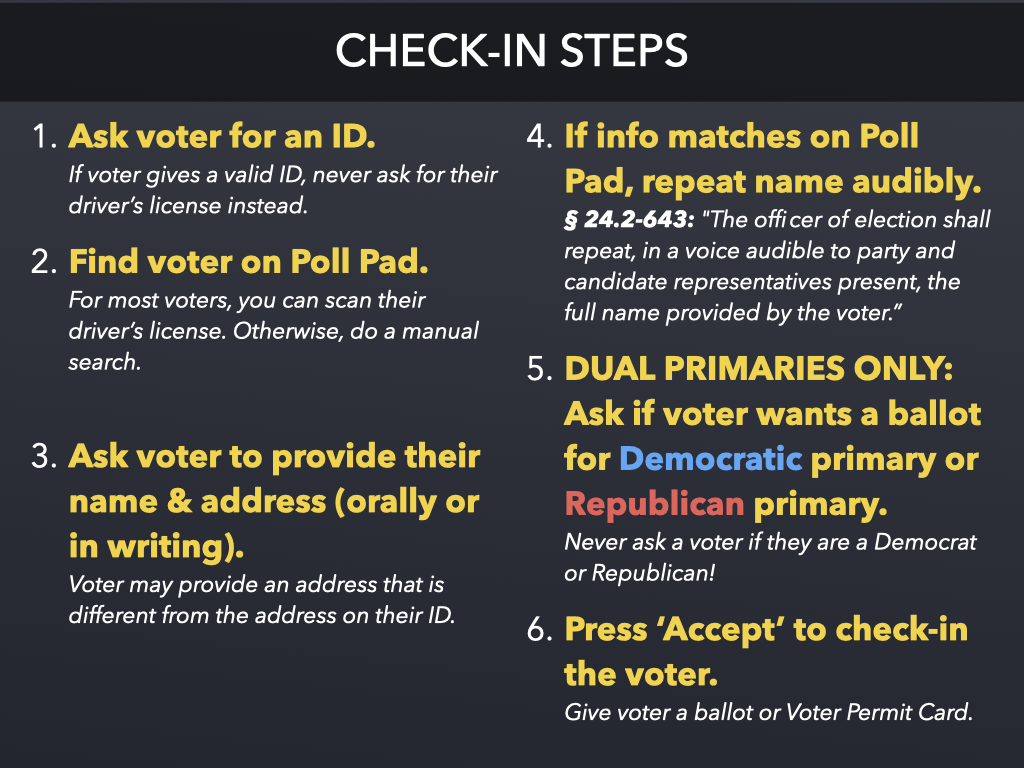 CHECK-IN STEPS
1. Ask voter for an ID.
If voter gives a valid ID, never ask for their
driver’s license instead.
2. Find voter on Poll Pad.
For most voters, you can scan their
driver’s license. Otherwise, do a manual
search.
3. Ask voter to provide their
name & address (orally or
in writing).
Voter may provide an address that is
different from the address on their ID.
4. If info matches on Poll
Pad, repeat name audibly.
§ 24.2-643: "The officer of election shall
repeat, in a voice audible to party and
candidate representatives present, the
full name provided by the voter.”
5. DUAL PRIMARIES ONLY:
Ask if voter wants a ballot
for Democratic primary or
Republican primary.
Never ask a voter if they are a Democrat
or Republican!
6. Press ‘Accept’ to check-in
the voter.
Give voter a ballot or Voter Permit Card.